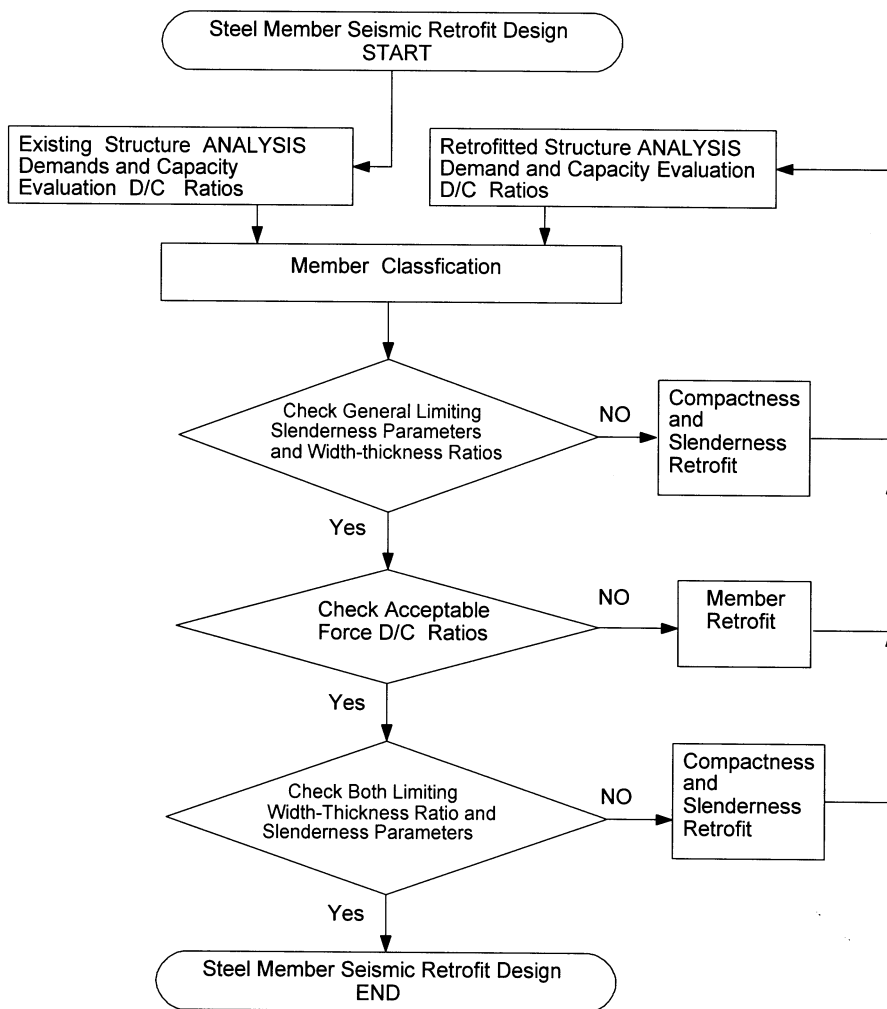 Steel Member Seismic Retrofit Design
START
Existing Structure ANALYSIS
Demands and Capacity
Evaluation D/C Ratios
Retrofitted Structure ANALYSIS
Demand and Capacity Evaluation
D/C Ratios
Member Classfication
Check General Limiting
Slenderness Parameters
and Width-thickness Ratios
NO
Compactness
and
Slenderness
Retrofit
Yes
Check Acceptable
Force D/C Ratios
NO
Member
Retrofit
Yes
Check Both Limiting
Width-Thickness Ratio and
Slenderness Parameters
NO
Compactness
and
Slenderness
Retrofit
Yes
Steel Member Seismic Retrofit Design
END